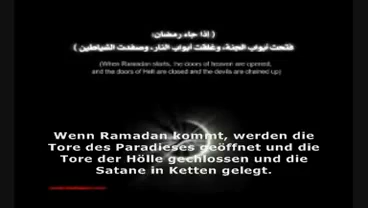 ( إذا جاء رمضان:
فتحت أبواب الجنة، وغلقت أبواب النار، وصفدت الشياطين )
(When Ramadan starts, the doors of heaven are opened,
and the doors of Hell are closed and the devils are chained up)
Wenn Ramadan kommt, werden die
Tore des Paradieses geöffnet und die
Tore der Hölle gechlossen und die
Satane in Ketten gelegt.